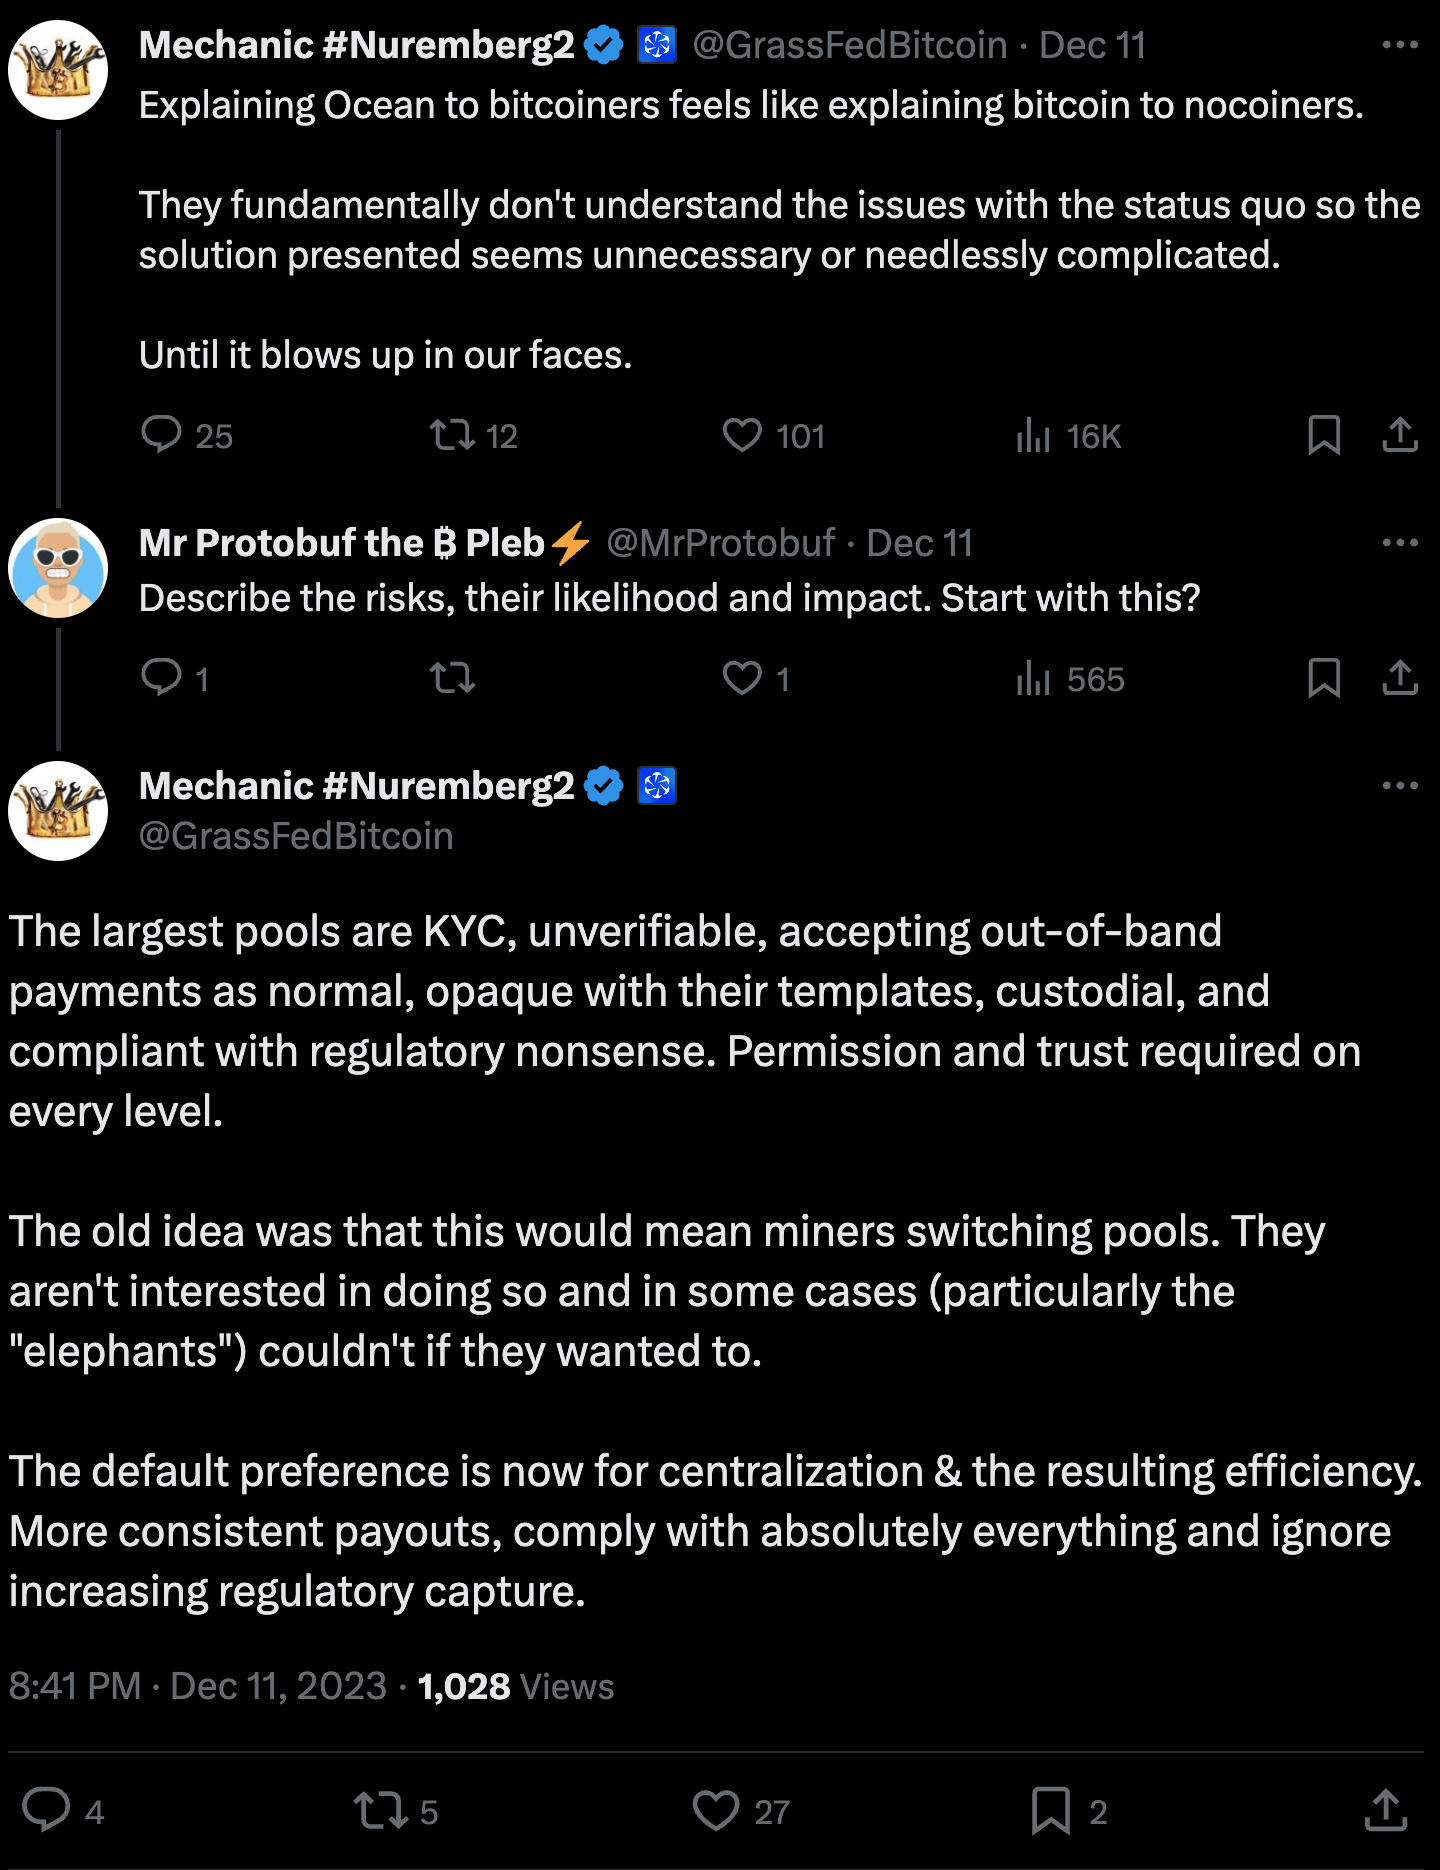 Mechanic #Nuremberg2 @GrassFedBitcoin · Dec 11
Explaining Ocean to bitcoiners feels like explaining bitcoin to nocoiners.
They fundamentally don't understand the issues with the status quo so the
solution presented seems unnecessary or needlessly complicated.
Until it blows up in our faces.
25 12 101 16K
Mr Protobuf the ₿ Pleb⚡ @MrProtobuf · Dec 11
Describe the risks, their likelihood and impact. Start with this?
1 1 565
Mechanic #Nuremberg2
@GrassFedBitcoin
The largest pools are KYC, unverifiable, accepting out-of-band
payments as normal, opaque with their templates, custodial, and
compliant with regulatory nonsense. Permission and trust required on
every level.
The old idea was that this would mean miners switching pools. They
aren't interested in doing so and in some cases (particularly the
"elephants") couldn't if they wanted to.
The default preference is now for centralization & the resulting efficiency.
More consistent payouts, comply with absolutely everything and ignore
increasing regulatory capture.
8:41 PM · Dec 11, 2023 · 1,028 Views
4 5 27 2